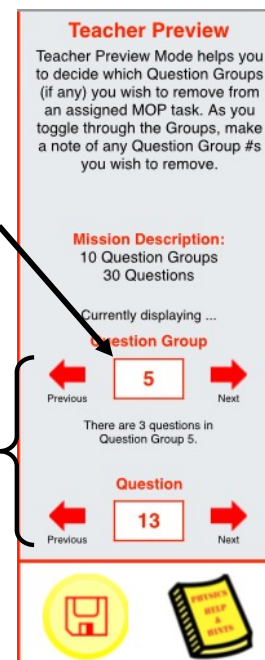 Teacher Preview
Teacher Preview Mode helps you
to decide which Question Groups
(if any) you wish to remove from
an assigned MOP task. As you
toggle through the Groups, make
a note of any Question Group #s
you wish to remove.
Mission Description:
10 Question Groups
30 Questions
Currently displaying ...
Question Group
5
Previous
Next
There are 3 questions in
Question Group 5.
Question
13
Previous
Next
PHYSICS
HELP
&
HINTS